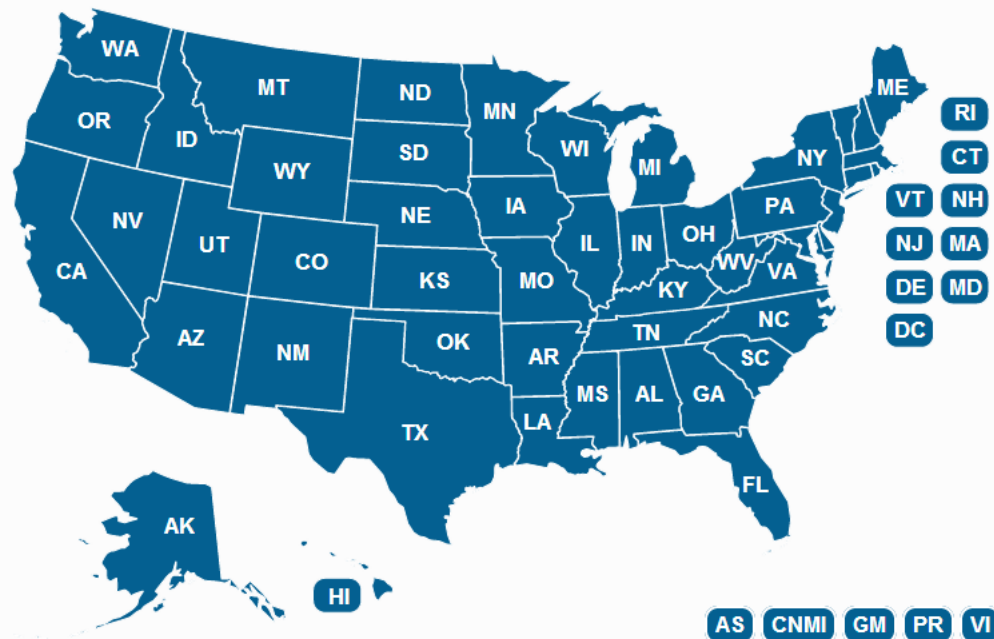 WA
MT
ND
MN
ME
OR
ID
SD
WI
MI
NY
RI
WY
CT
NE
IA
PA
VT NH
NV
UT
CO
IL
IN
OH
NJ MA
CA
KS
MO
WV
VA
KY
DE MD
AZ
NM
OK
AR
TN
NC
DC
SC
TX
LA
MS
AL
GA
FL
AK
HI
AS CNMI GM PR VI